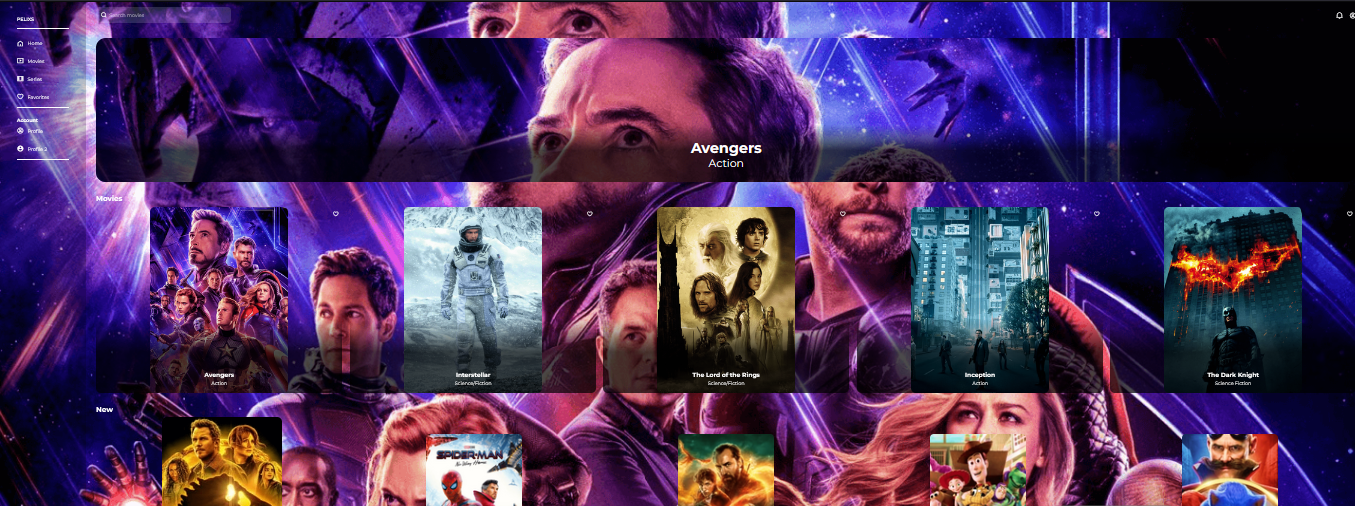 PELIXS
Search movies
Home
Movies
Series
Favorites
Account
Profile
Profile 2
Avengers
Action
Movies
Avengers
Action
Interstellar
Science/Fiction
The Lord of the Rings
Science/Fiction
Inception
Action
The Dark Knight
Science Fiction
New
SPIDER-MAN
No Way Home